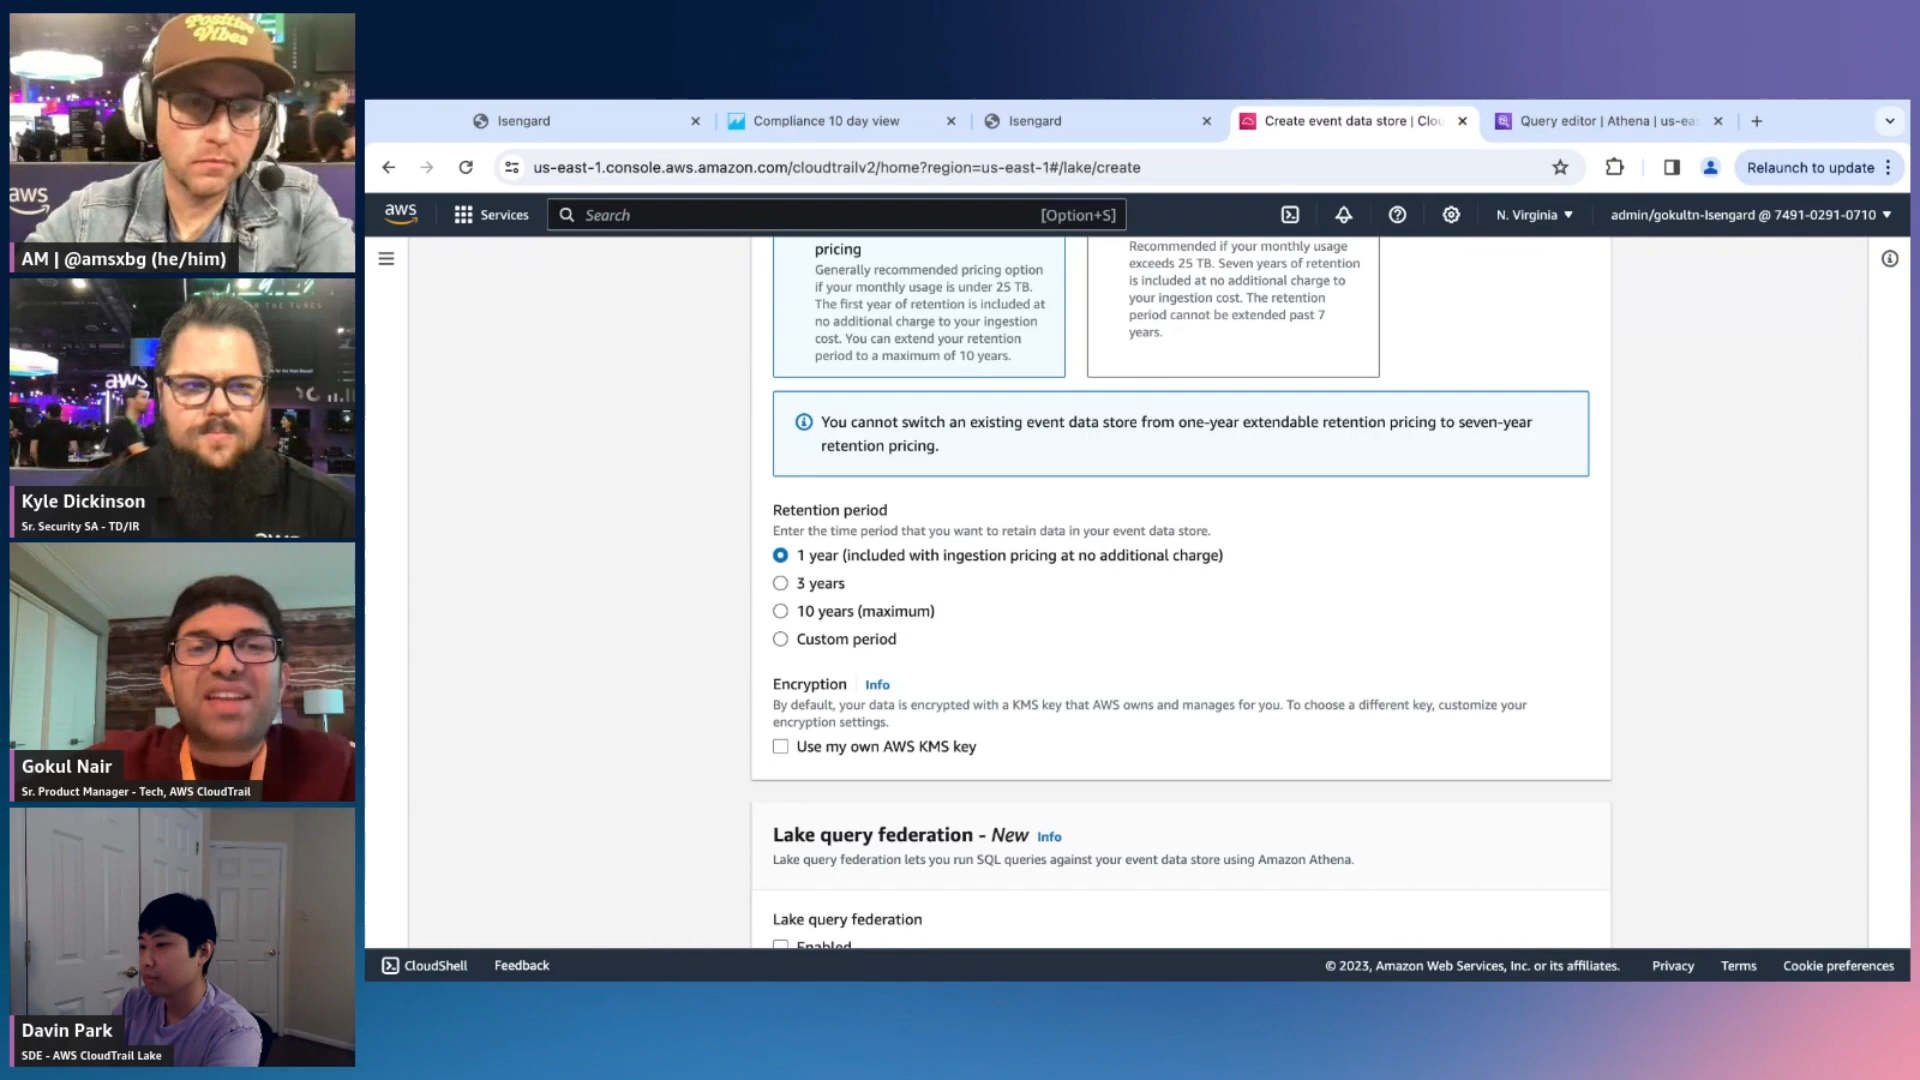 Positive
Vibes
aws
AM | @amsxbg (he/him)
IN THE TUNES
aws
Kyle Dickinson
Sr. Security SA - TD/IR
Gokul Nair
Sr. Product Manager - Tech, AWS CloudTrail
Davin Park
SDE - AWS CloudTrail Lake
Isengard
Compliance 10 day view
Isengard
Create event data store | Clou
Query editor | Athena | us-eas
us-east-1.console.aws.amazon.com/cloudtrailv2/home?region=us-east-1#/lake/create
Relaunch to update
aws
Services
Search
[Option+S]
N. Virginia
admin/gokultn-Isengard @ 7491-0291-0710
pricing
Generally recommended pricing option
if your monthly usage is under 25 TB.
The first year of retention is included at
no additional charge to your ingestion
cost. You can extend your retention
period to a maximum of 10 years.
Recommended if your monthly usage
exceeds 25 TB. Seven years of retention
is included at no additional charge to
your ingestion cost. The retention
period cannot be extended past 7
years.
You cannot switch an existing event data store from one-year extendable retention pricing to seven-year
retention pricing.
Retention period
Enter the time period that you want to retain data in your event data store.
1 year (included with ingestion pricing at no additional charge)
3 years
10 years (maximum)
Custom period
Encryption
Info
By default, your data is encrypted with a KMS key that AWS owns and manages for you. To choose a different key, customize your
encryption settings.
Use my own AWS KMS key
Lake query federation - New Info
Lake query federation lets you run SQL queries against your event data store using Amazon Athena.
Lake query federation
Enabled
CloudShell
Feedback
© 2023, Amazon Web Services, Inc. or its affiliates.
Privacy
Terms
Cookie preferences